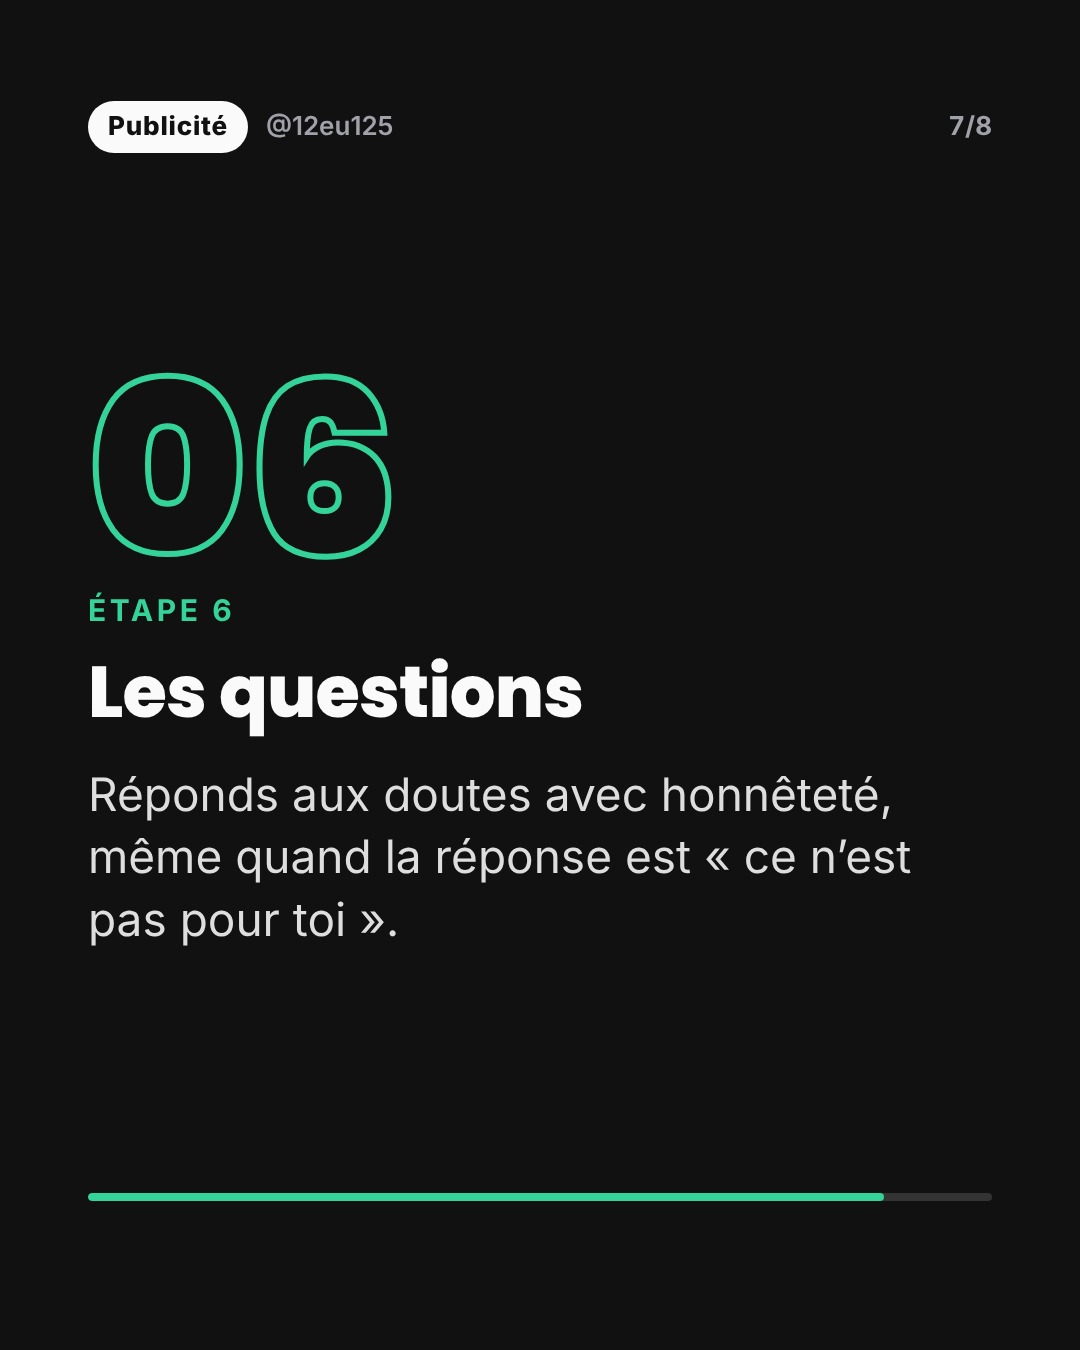 Publicité @12eu125 7/8
06
ÉTAPE 6
Les questions
Réponds aux doutes avec honnêteté,
même quand la réponse est « ce n’est
pas pour toi ».